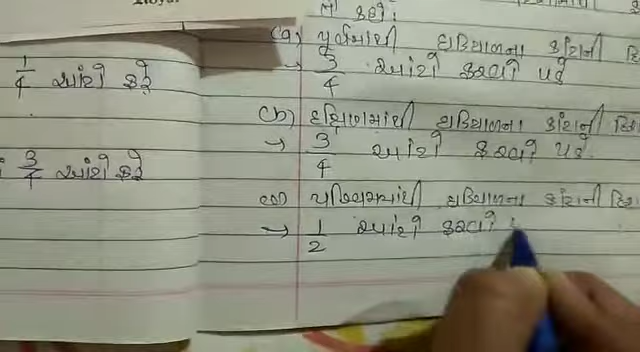 1/4 આંટો ફરે
3/4 આંટો ફરે
તે કહો.
(a) પૂર્વમાંથી ઘડિયાળના કાંટાની
→ 3/4 આંટો ફરવો પડે
(b) દક્ષિણમાંથી ઘડિયાળના કાંટાની
→ 3/4 આંટો ફરવો પડે.
(c) પશ્ચિમમાંથી ઘડિયાળના કાંટાની
→ 1/2 આંટો ફરવો